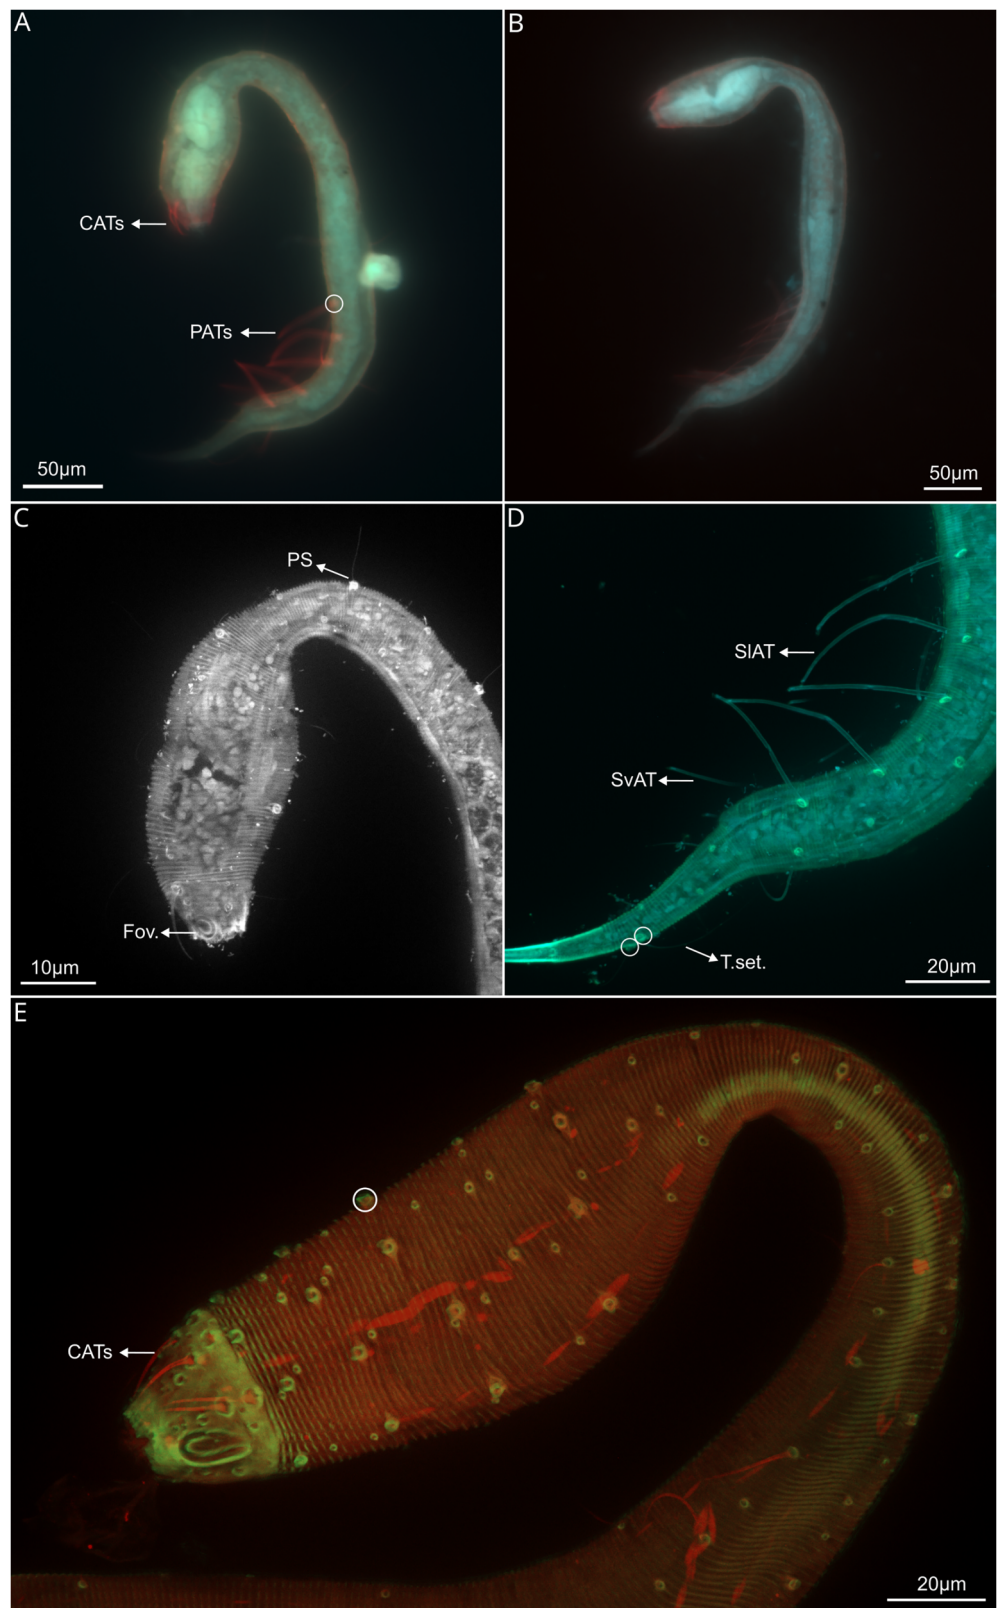 A
B
CATs
PATs
50µm
50µm
C
D
PS
SlAT
SvAT
Fov.
T.set.
10µm
20µm
E
CATs
20µm